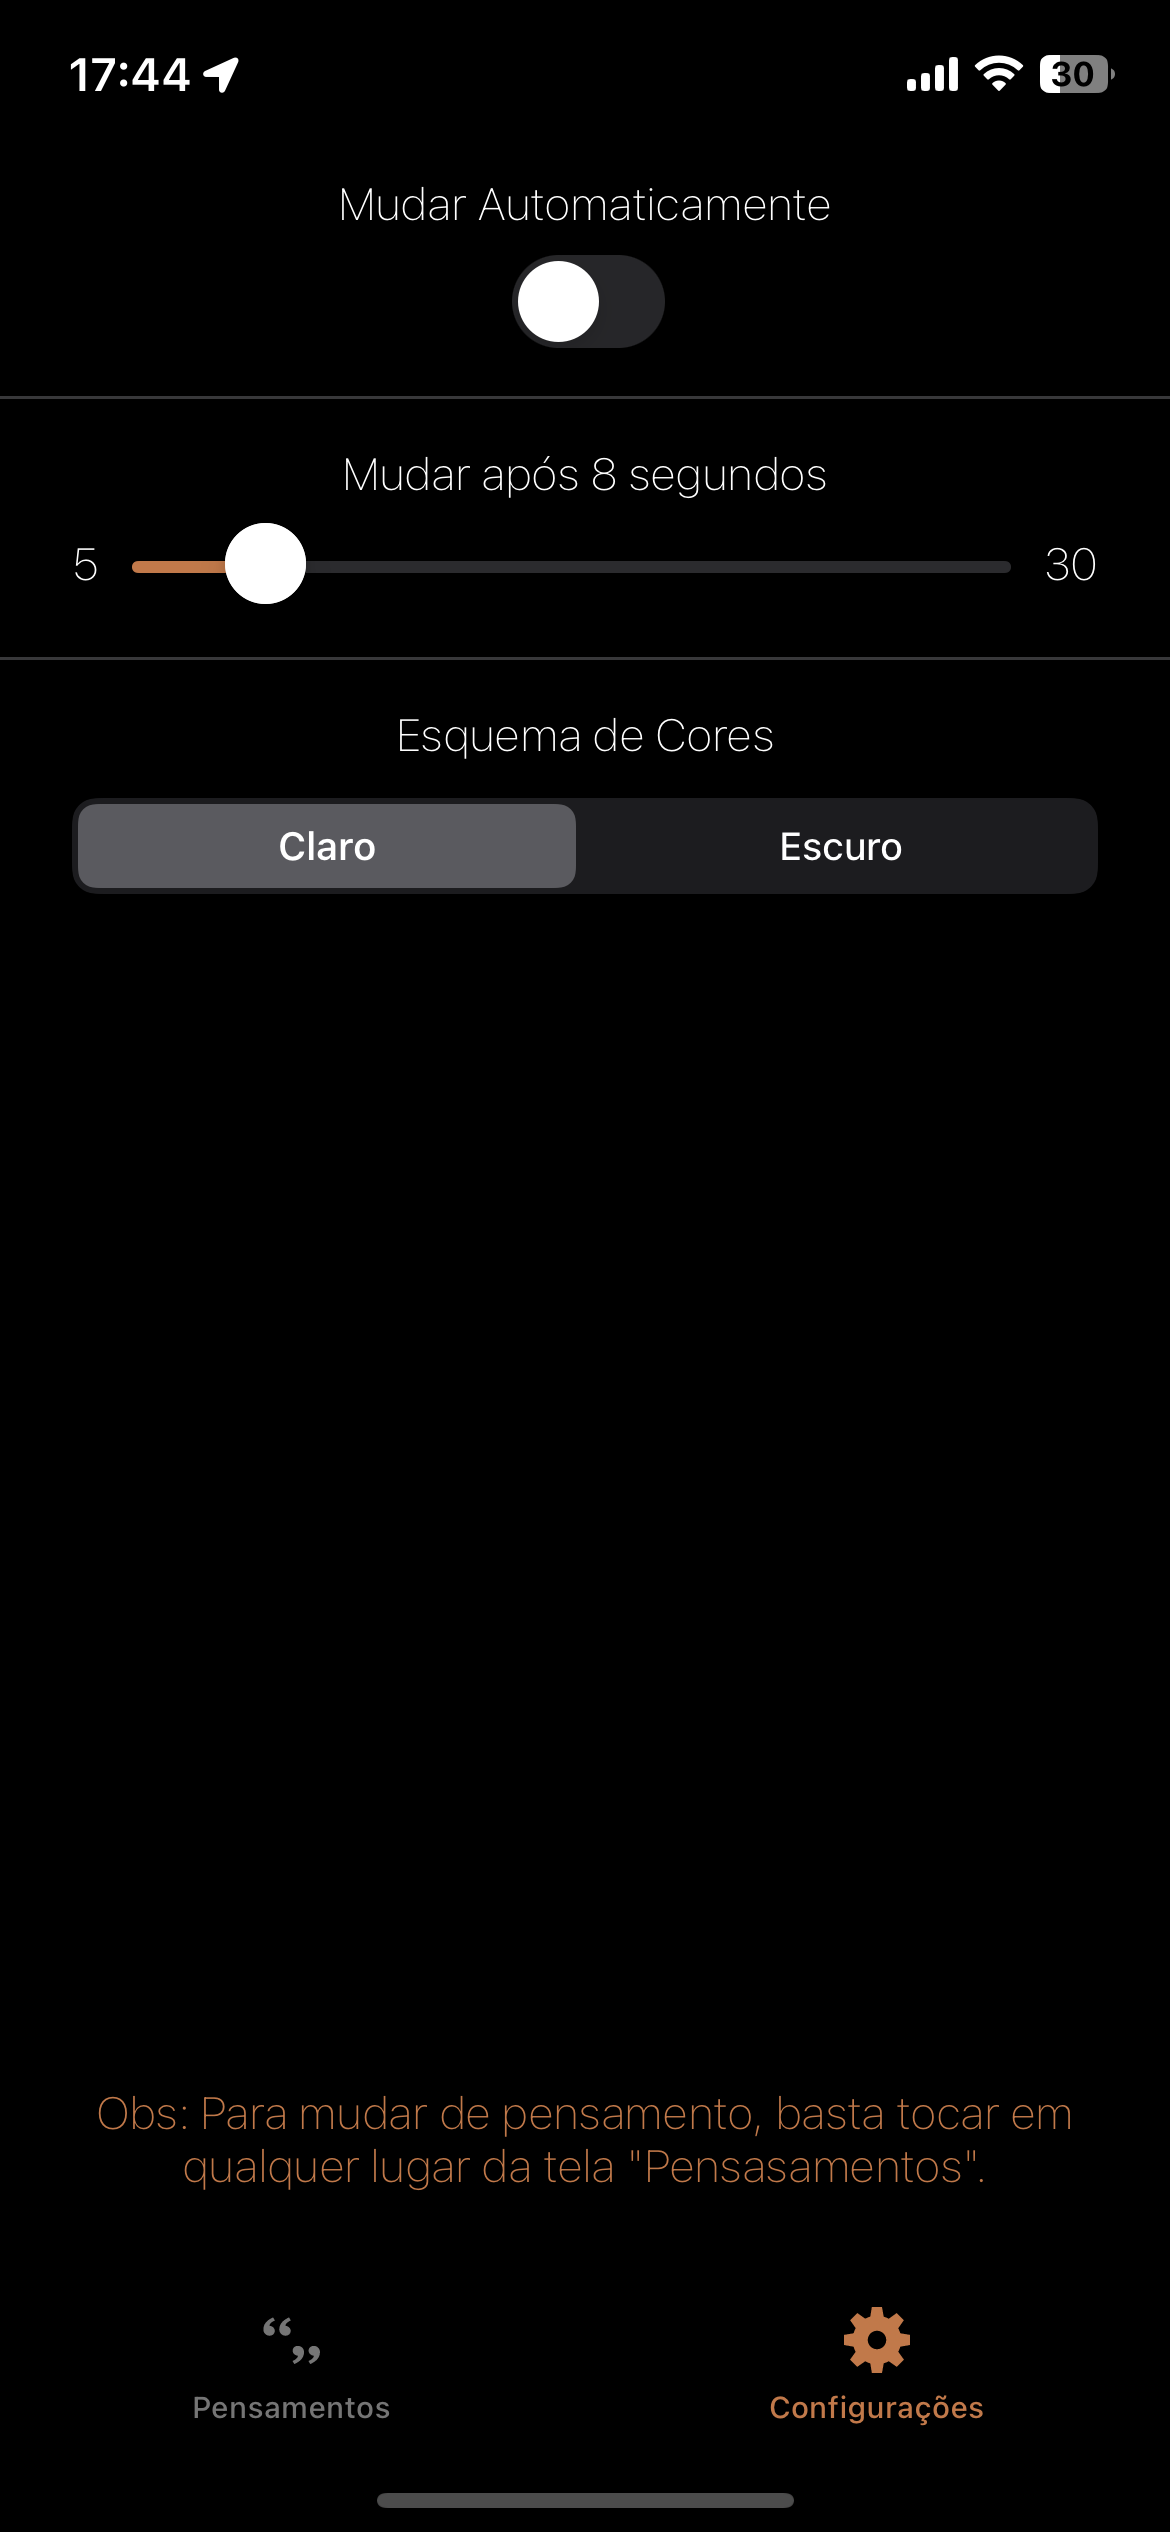 17:44
30
Mudar Automaticamente
Mudar após 8 segundos
5
30
Esquema de Cores
Claro
Escuro
Obs: Para mudar de pensamento, basta tocar em
qualquer lugar da tela "Pensasamentos".
Pensamentos
Configurações